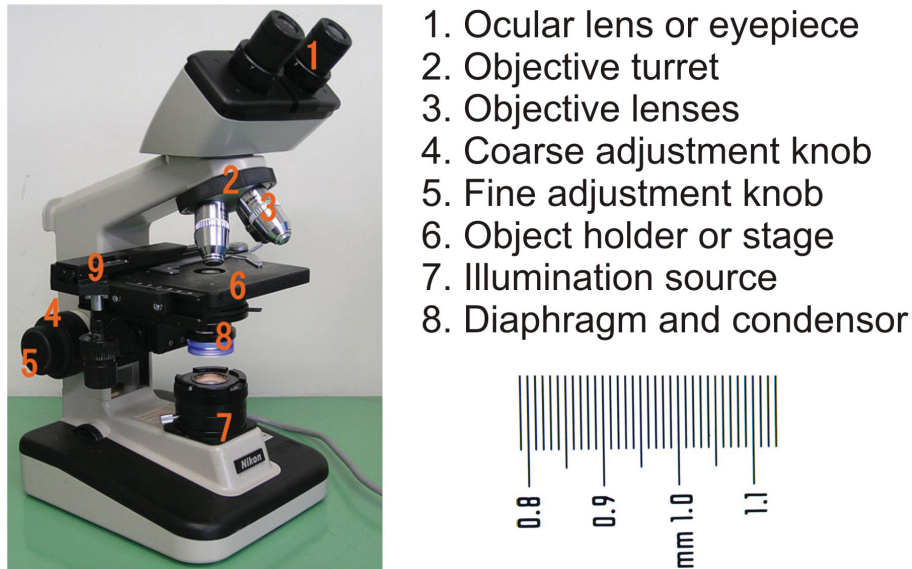 1
2
3
9
6
4
8
5
7
Nikon
1. Ocular lens or eyepiece
2. Objective turret
3. Objective lenses
4. Coarse adjustment knob
5. Fine adjustment knob
6. Object holder or stage
7. Illumination source
8. Diaphragm and condensor
0.8
0.9
mm 1.0
1.1